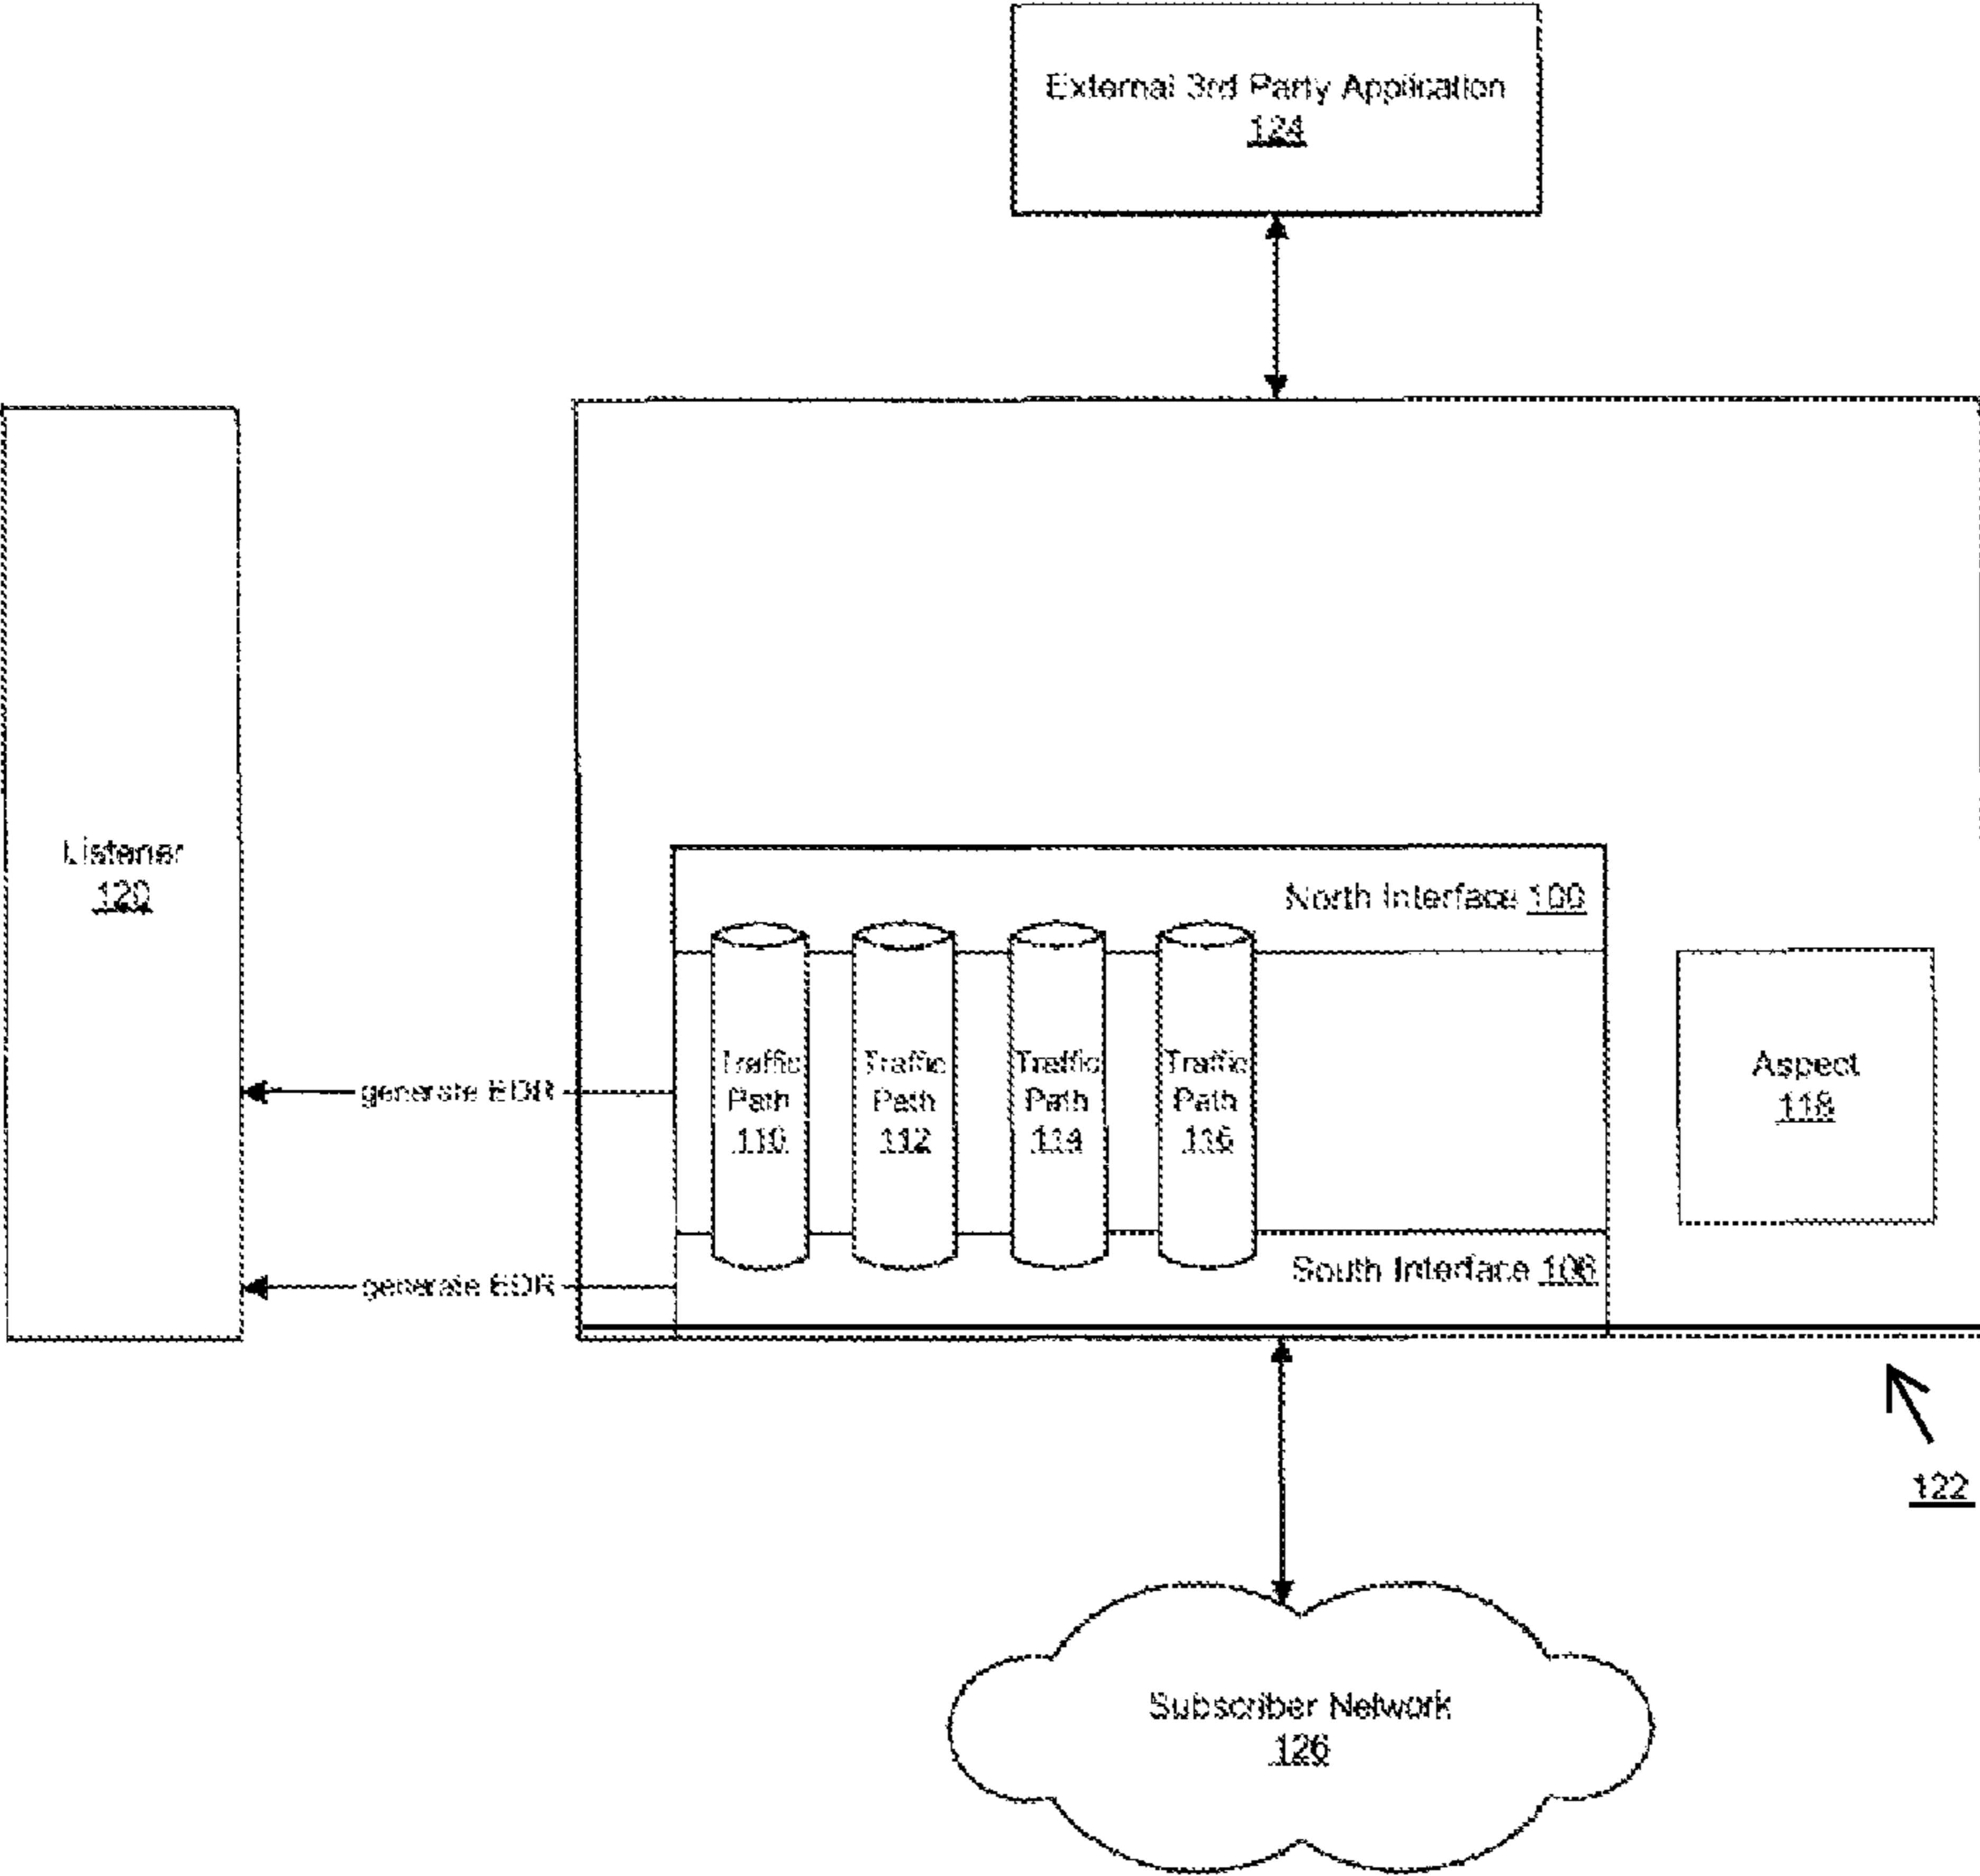 External 3rd Party Application
124
Listener
120
North Interface 100
Traffic
Path
110
Traffic
Path
112
Traffic
Path
114
Traffic
Path
116
Aspect
118
generate EDR
generate EDR
South Interface 106
122
Subscriber Network
126